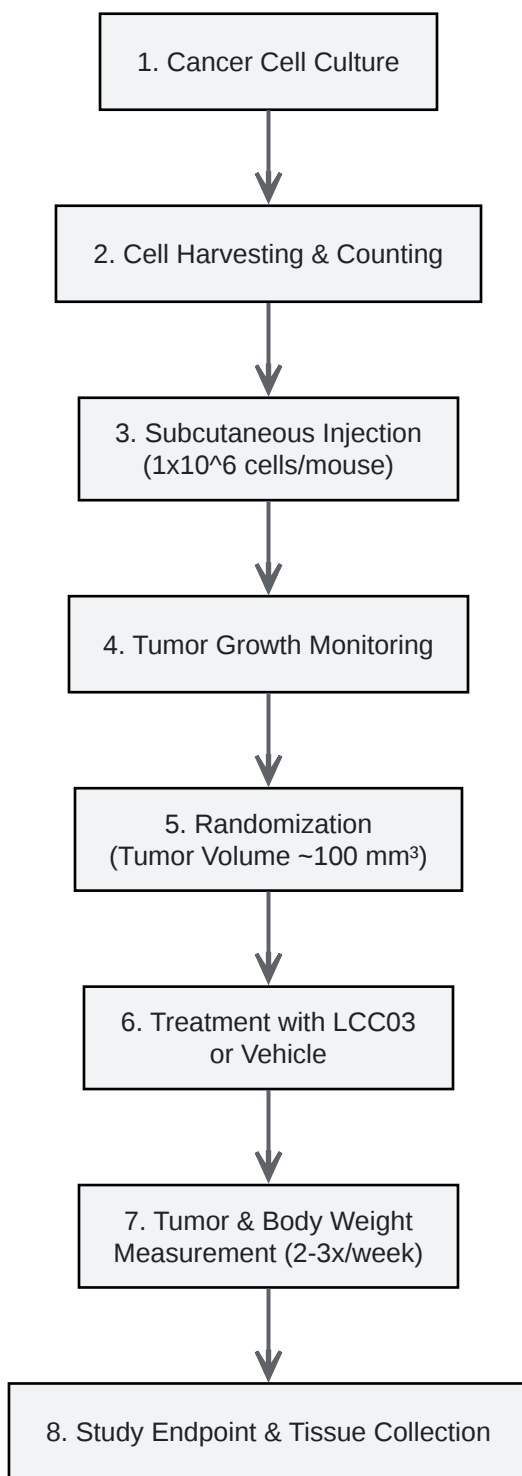 1. Cancer Cell Culture
2. Cell Harvesting & Counting
3. Subcutaneous Injection
(1x10^6 cells/mouse)
4. Tumor Growth Monitoring
5. Randomization
(Tumor Volume ~100 mm³)
6. Treatment with LCC03
or Vehicle
7. Tumor & Body Weight
Measurement (2-3x/week)
8. Study Endpoint & Tissue Collection